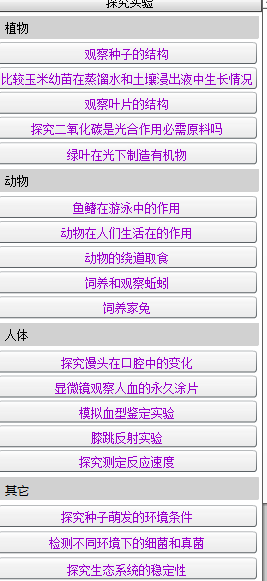 探究实验
植物
观察种子的结构
比较玉米幼苗在蒸馏水和土壤浸出液中生长情况
观察叶片的结构
探究二氧化碳是光合作用必需原料吗
绿叶在光下制造有机物
动物
鱼鳍在游泳中的作用
动物在人们生活在的作用
动物的绕道取食
饲养和观察蚯蚓
饲养家兔
人体
探究馒头在口腔中的变化
显微镜观察人血的永久涂片
模拟血型鉴定实验
膝跳反射实验
探究测定反应速度
其它
探究种子萌发的环境条件
检测不同环境下的细菌和真菌
探究生态系统的稳定性